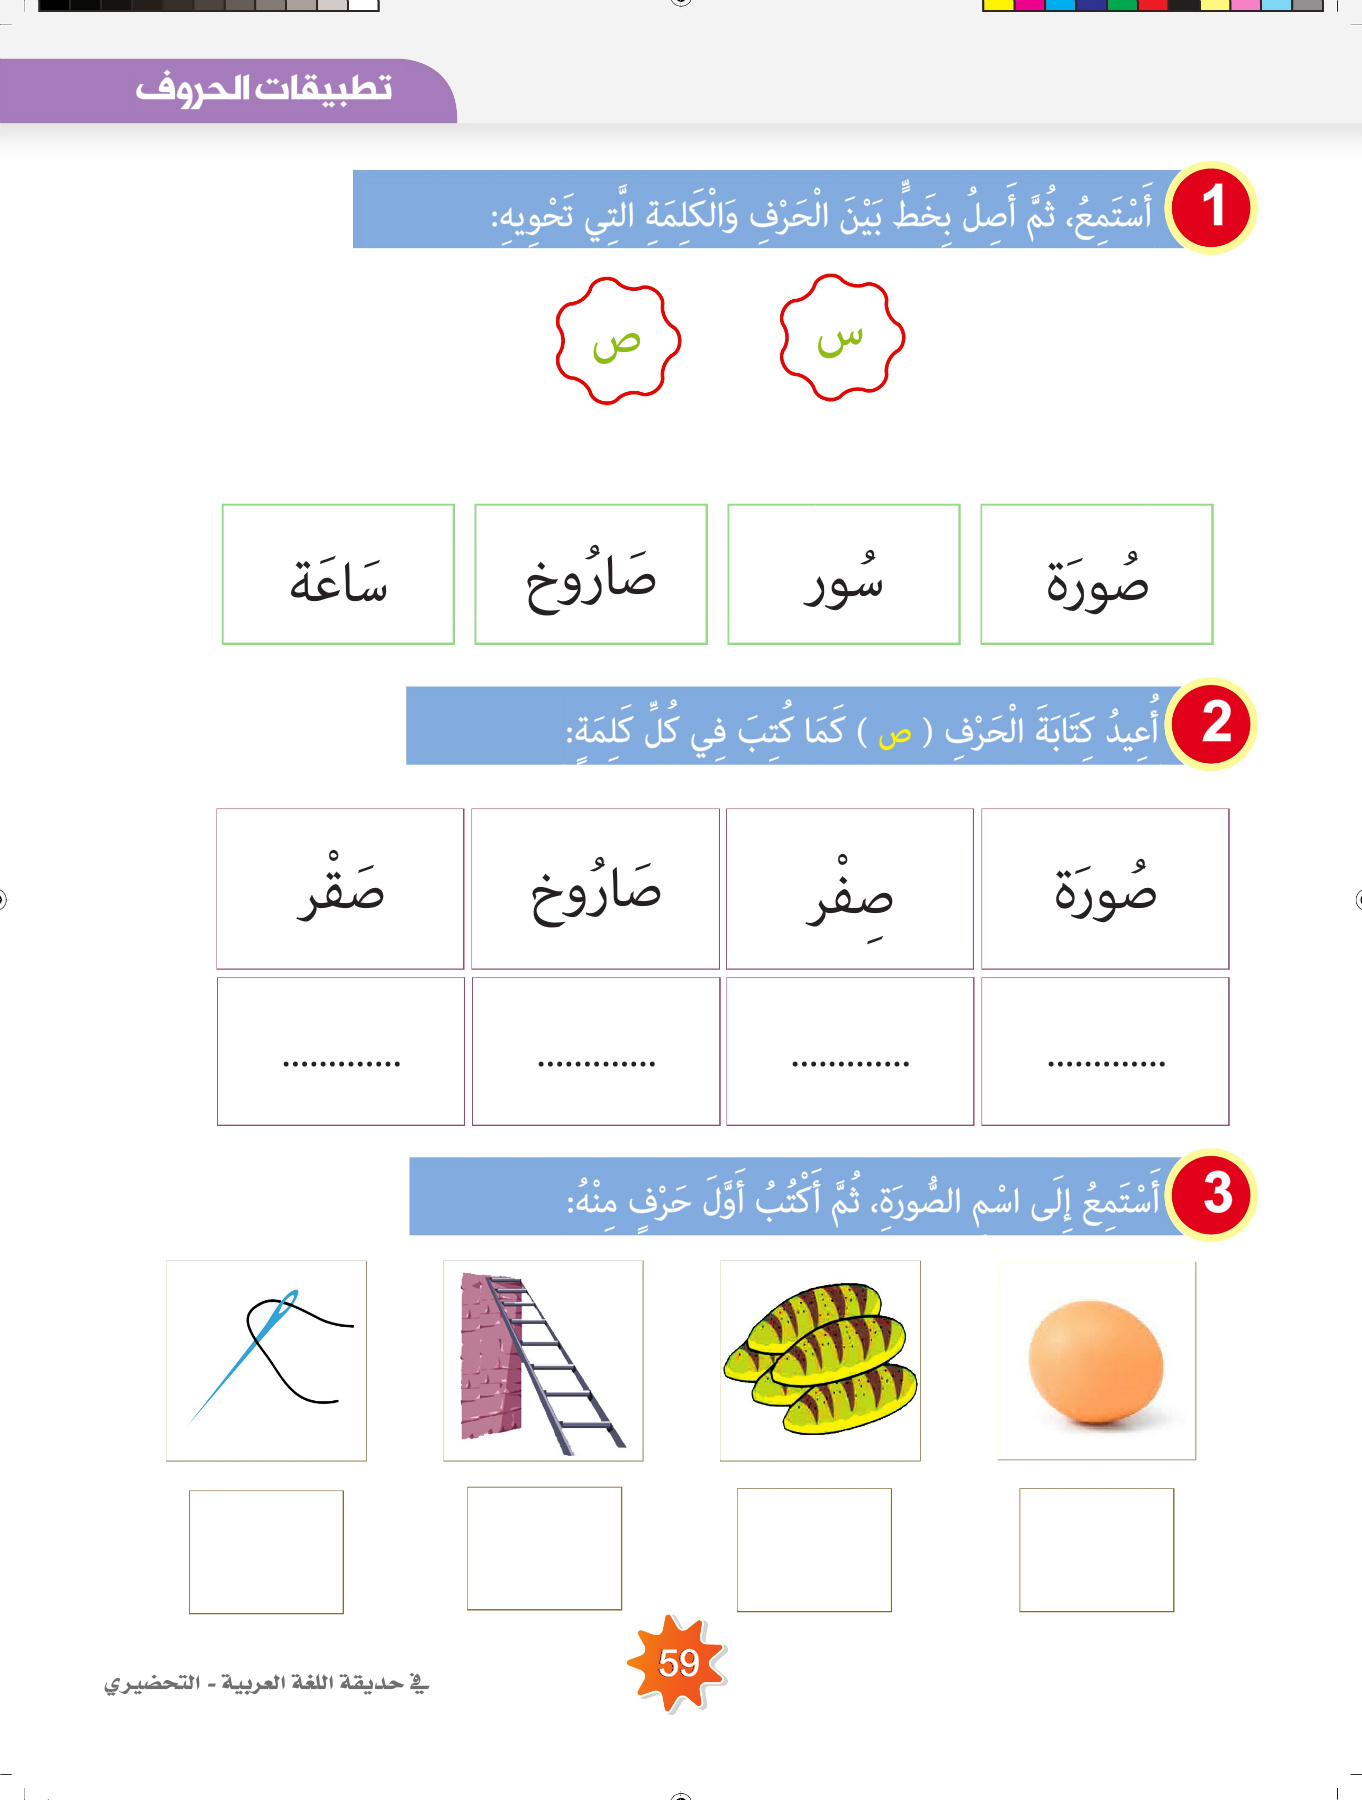 تطبيقات الحروف
1 أَسْتَمِعُ، ثُمَّ أَصِلُ بِخَطٍّ بَيْنَ الْحَرْفِ وَالْكَلِمَةِ الَّتِي تَحْوِيهِ:
س ص
صُورَة سُور صَارُوخ سَاعَة
2 أُعِيدُ كِتَابَةَ الْحَرْفِ ( ص ) كَمَا كُتِبَ فِي كُلِّ كَلِمَةٍ:
صُورَة صِفْر صَارُوخ صَقْر
............. ............. ............. .............
3 أَسْتَمِعُ إِلَى اسْمِ الصُّورَةِ، ثُمَّ أَكْتُبُ أَوَّلَ حَرْفٍ مِنْهُ:
59
في حديقة اللغة العربية - التحضيري